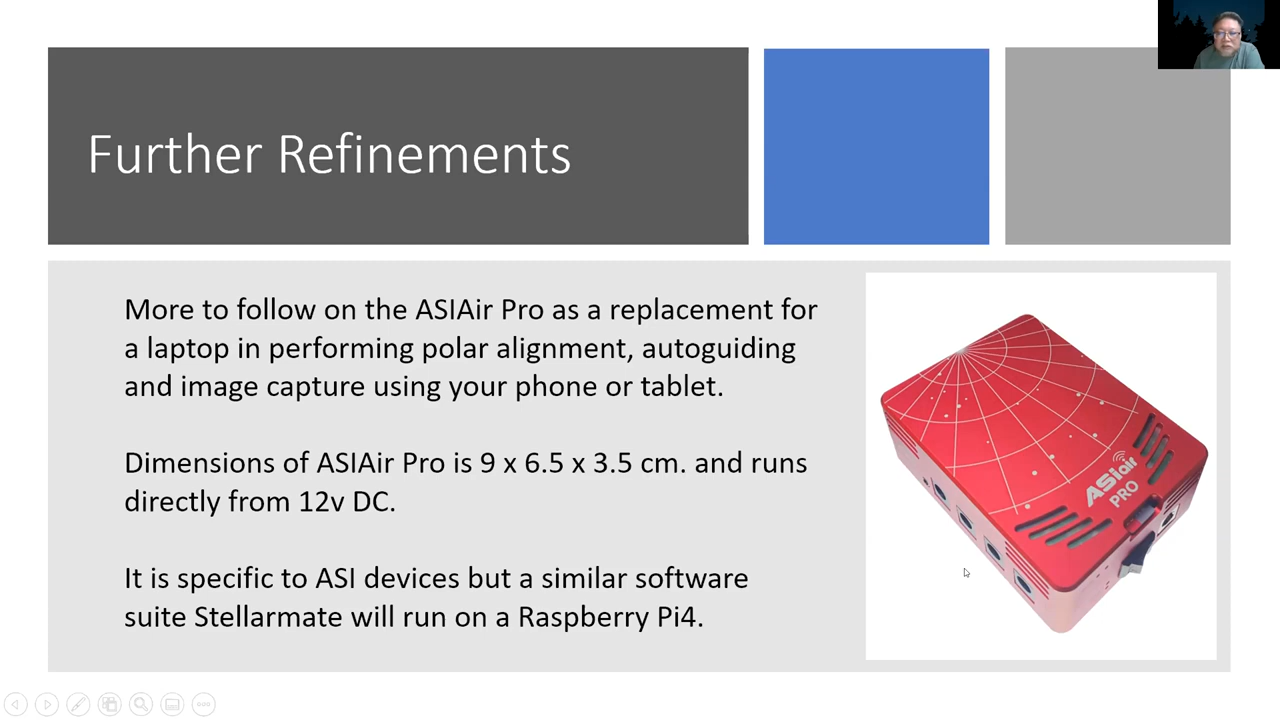 Further Refinements
More to follow on the ASIAir Pro as a replacement for
a laptop in performing polar alignment, autoguiding
and image capture using your phone or tablet.
Dimensions of ASIAir Pro is 9 x 6.5 x 3.5 cm. and runs
directly from 12v DC.
It is specific to ASI devices but a similar software
suite Stellarmate will run on a Raspberry Pi4.
ASiair
PRO